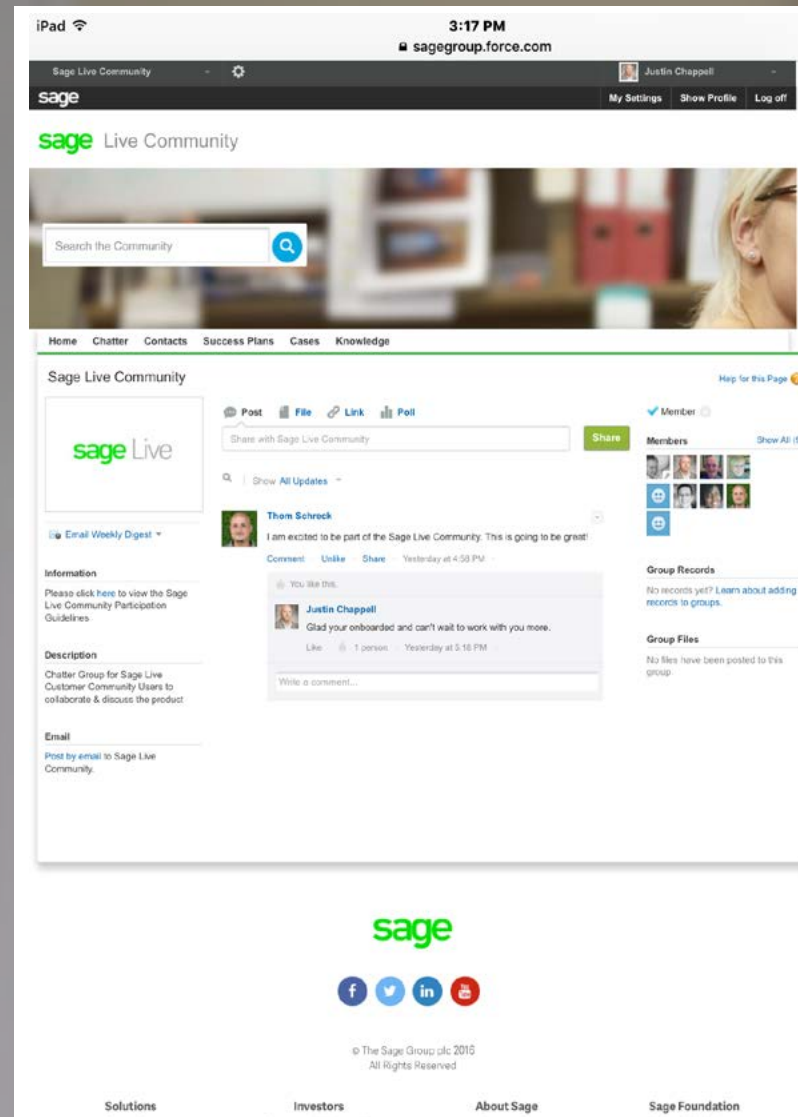 iPad
3:17 PM
sagegroup.force.com
Sage Live Community
Justin Chappell
sage
My Settings Show Profile Log off
sage Live Community
Search the Community
Home Chatter Contacts Success Plans Cases Knowledge
Sage Live Community
Help for this Page
sage Live
Email Weekly Digest
Information
Please click here to view the Sage
Live Community Participation
Guidelines
Description
Chatter Group for Sage Live
Customer Community Users to
collaborate & discuss the product
Email
Post by email to Sage Live
Community.
Post File Link Poll
Share with Sage Live Community
Share
Show All Updates
Thom Schrock
I am excited to be part of the Sage Live Community. This is going to be great!
Comment · Unlike · Share · Yesterday at 4:58 PM
You like this.
Justin Chappell
Glad your onboarded and can't wait to work with you more.
Like · 1 person · Yesterday at 5:16 PM
Write a comment...
Member
Members
Show All
Group Records
No records yet? Learn about adding
records to groups.
Group Files
No files have been posted to this
group.
sage
f in You Tube
© The Sage Group plc 2016
All Rights Reserved
Solutions Investors About Sage Sage Foundation